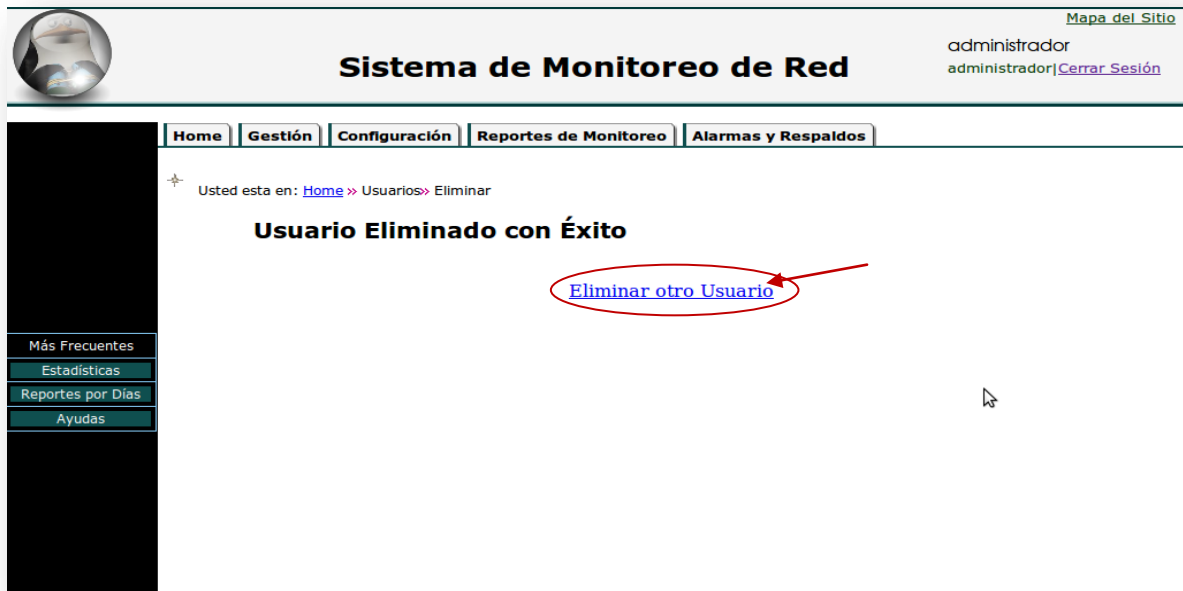 Mapa del Sitio
administrador
Sistema de Monitoreo de Red
administrador|Cerrar Sesión
Home Gestión Configuración Reportes de Monitoreo Alarmas y Respaldos
Usted esta en: Home » Usuarios» Eliminar
Usuario Eliminado con Éxito
Eliminar otro Usuario
Más Frecuentes
Estadísticas
Reportes por Días
Ayudas